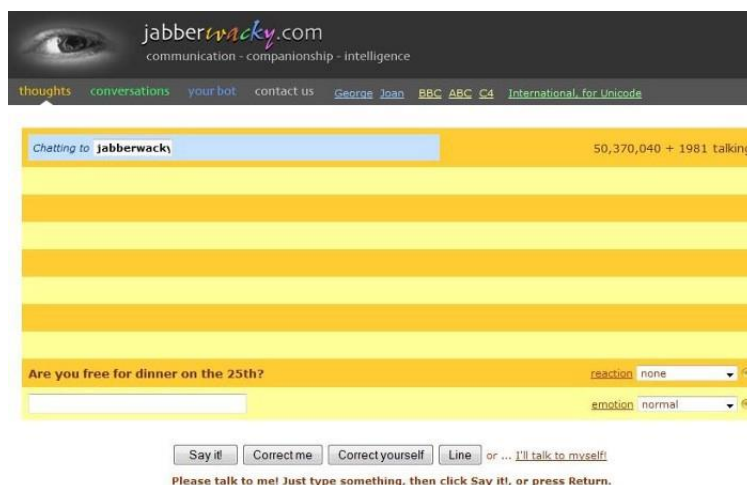 jabberwacky.com
communication - companionship - intelligence
thoughts conversations your bot contact us George Joan BBC ABC C4 International, for Unicode
Chatting to jabberwacky 50,370,040 + 1981 talking
Are you free for dinner on the 25th? reaction none
emotion normal
Say it! Correct me Correct yourself Line or ... I'll talk to myself!
Please talk to me! Just type something, then click Say it!, or press Return.